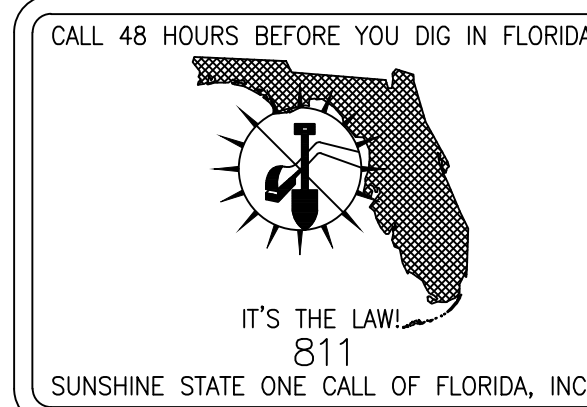 CALL 48 HOURS BEFORE YOU DIG IN FLORIDA
IT'S THE LAW!
811
SUNSHINE STATE ONE CALL OF FLORIDA, INC